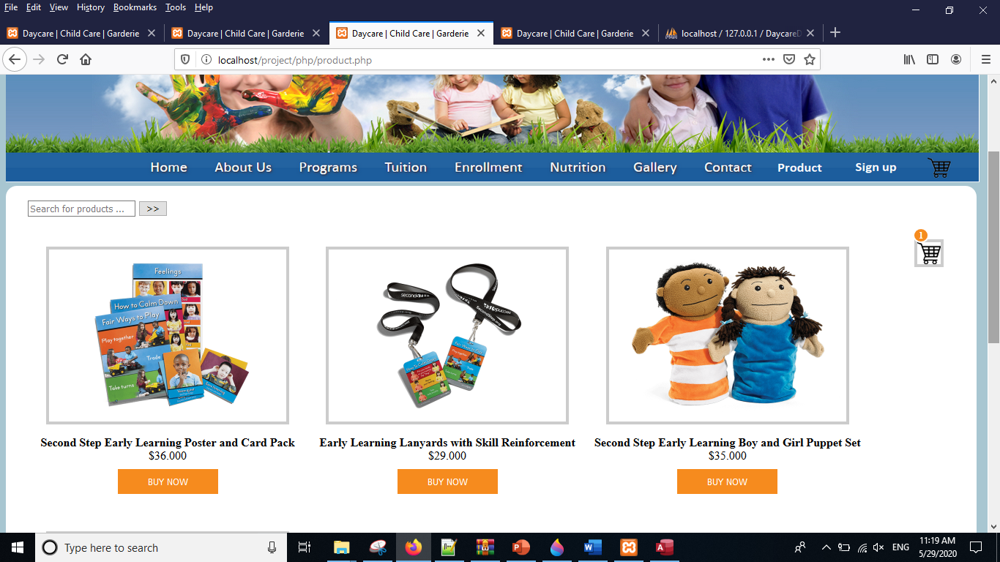 File Edit View History Bookmarks Tools Help
Daycare | Child Care | Garderie
Daycare | Child Care | Garderie
Daycare | Child Care | Garderie
Daycare | Child Care | Garderie
localhost / 127.0.0.1 / DaycareD
localhost/project/php/product.php
Home About Us Programs Tuition Enrollment Nutrition Gallery Contact Product Sign up
Search for products ... >>
1
Feelings
How to Calm Down
Fair Ways to Play
Play together
Trade
Take turns
Second Step Early Learning Poster and Card Pack
$36.000
BUY NOW
Early Learning Lanyards with Skill Reinforcement
$29.000
BUY NOW
Second Step Early Learning Boy and Girl Puppet Set
$35.000
BUY NOW
Type here to search
ENG
11:19 AM
5/29/2020